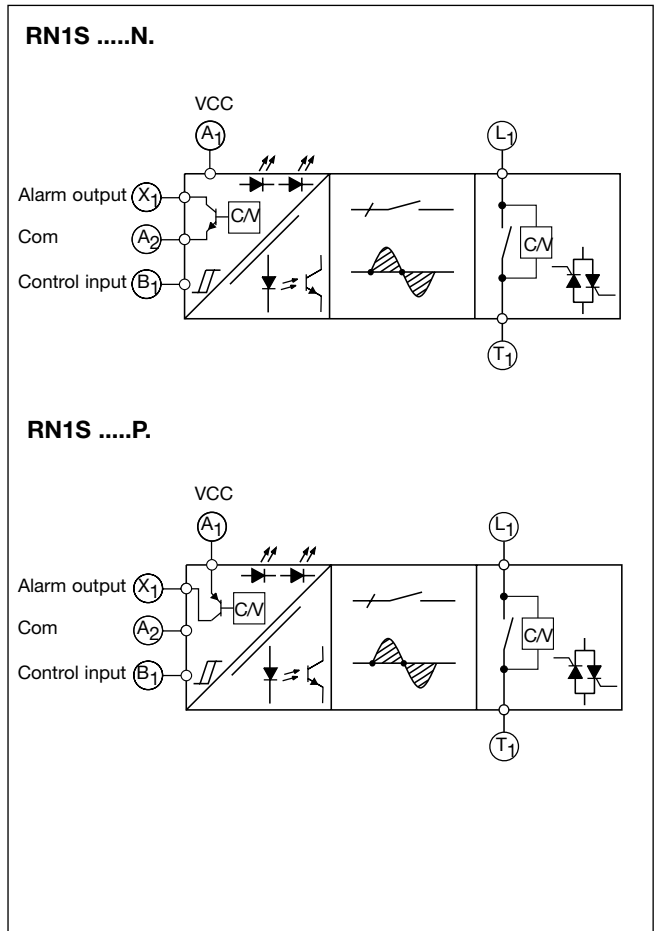 RN1S .....N.
VCC
A1
L1
Alarm output X1
C/V
Com A2
C/V
Control input B1
T1
RN1S .....P.
VCC
A1
L1
Alarm output X1
C/V
Com A2
C/V
Control input B1
T1